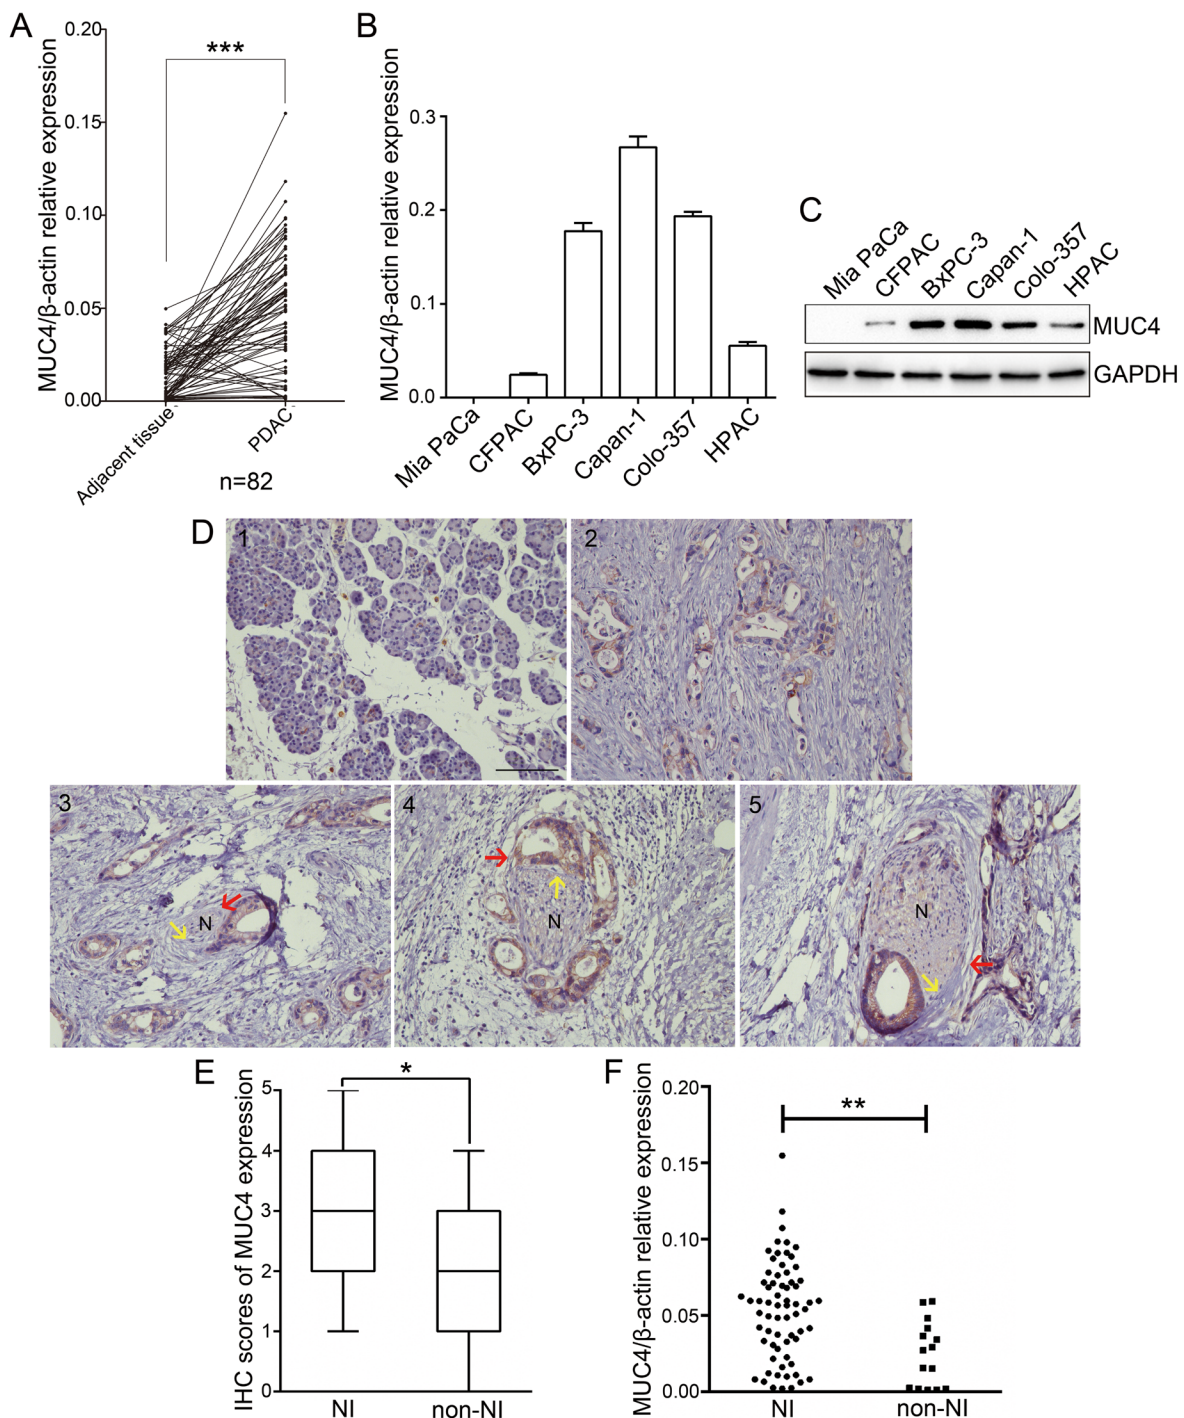 A
MUC4/β-actin relative expression
0.20
0.15
0.10
0.05
0.00
***
Adjacent tissue
PDAC
n=82
B
MUC4/β-actin relative expression
0.3
0.2
0.1
0.0
Mia PaCa
CFPAC
BxPC-3
Capan-1
Colo-357
HPAC
C
Mia PaCa
CFPAC
BxPC-3
Capan-1
Colo-357
HPAC
MUC4
GAPDH
D
1
2
3
N
4
N
5
N
E
IHC scores of MUC4 expression
5
4
3
2
1
0
*
NI
non-NI
F
MUC4/β-actin relative expression
0.20
0.15
0.10
0.05
0.00
**
NI
non-NI